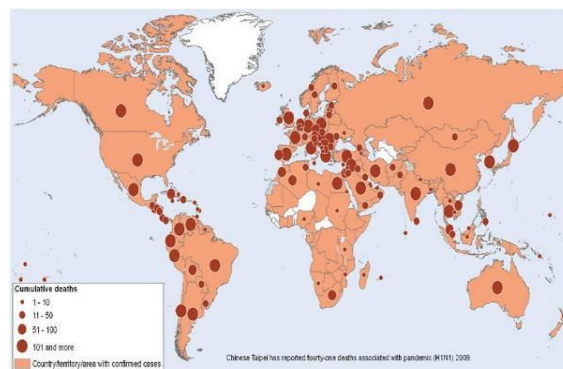 Cumulative deaths
1 - 10
11 - 50
51 - 100
101 and more
Country/territory/area with confirmed cases
Chinese Taipei has reported fourty-one deaths associated with pandemic (H1N1) 2009.